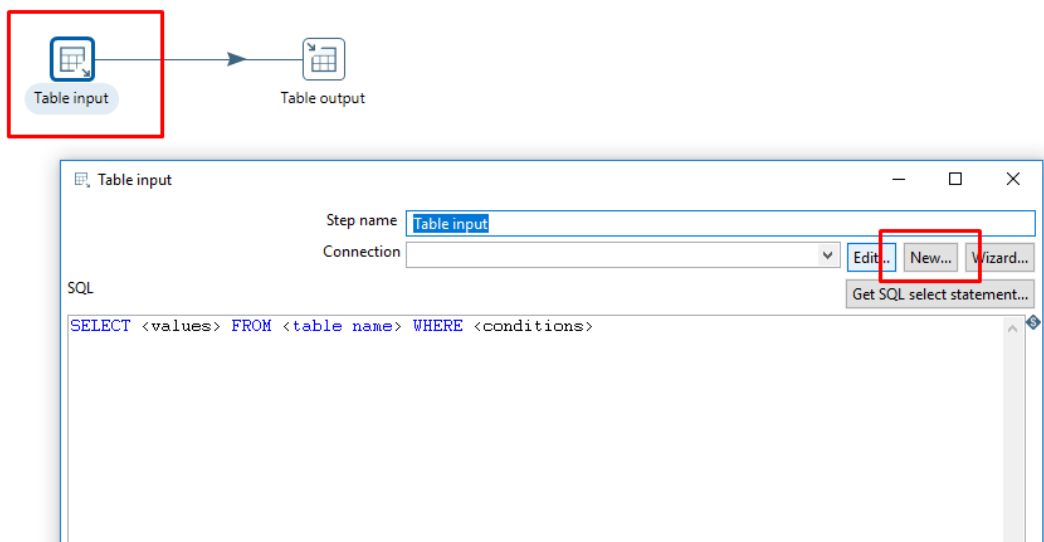 Table input
Table output
Table input
Step name Table input
Connection Edit... New... Wizard...
SQL Get SQL select statement...
SELECT <values> FROM <table name> WHERE <conditions>